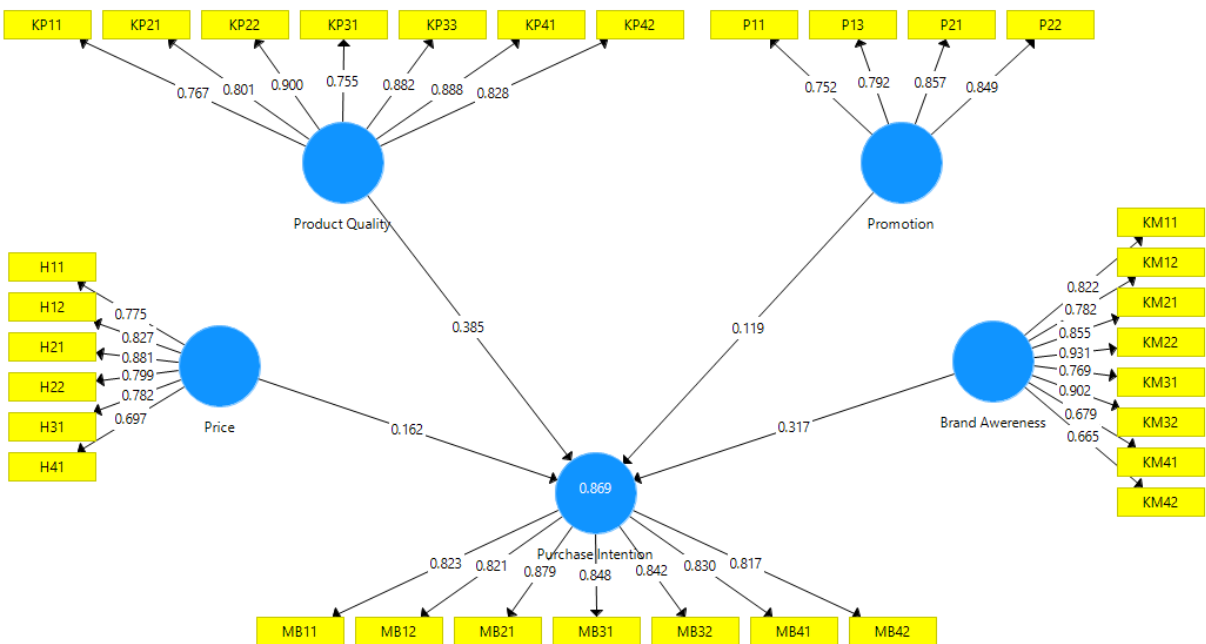 KP11 KP21 KP22 KP31 KP33 KP41 KP42 P11 P13 P21 P22
0.767 0.801 0.900 0.755 0.882 0.888 0.828 0.752 0.792 0.857 0.849
Product Quality
Promotion
H11
H12
H21
H22
H31
H41
0.775
0.827
0.881
0.799
0.782
0.697
Price
KM11
KM12
KM21
KM22
KM31
KM32
KM41
KM42
0.822
0.782
0.855
0.931
0.769
0.902
0.679
0.665
Brand Awereness
0.385
0.119
0.162
0.317
0.869
Purchase Intention
0.823 0.821 0.879 0.848 0.842 0.830 0.817
MB11 MB12 MB21 MB31 MB32 MB41 MB42